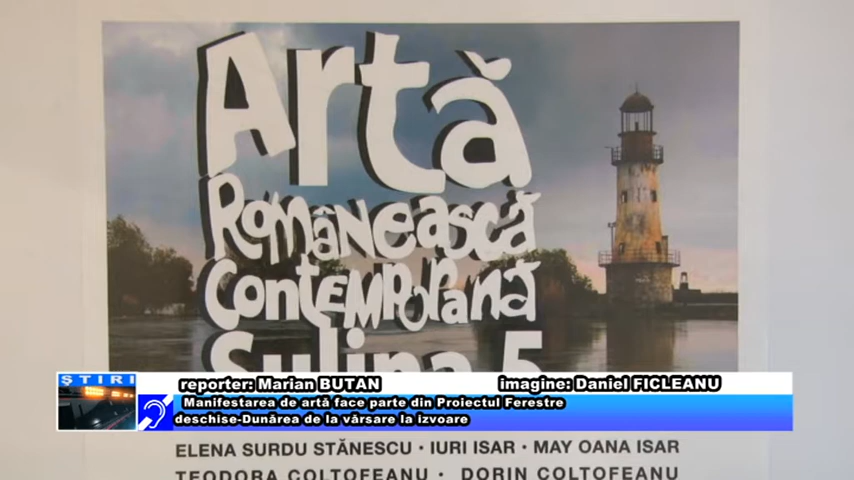 Artă
Românească
Contemporană
Sulina 5
ȘTIRI
reporter: Marian BUTAN
imagine: Daniel FICLEANU
Manifestarea de artă face parte din Proiectul Ferestre
deschise-Dunărea de la vărsare la izvoare
ELENA SURDU STĂNESCU · IURI ISAR · MAY OANA ISAR
TEODORA COLTOFEANU · DORIN COLTOFEANU